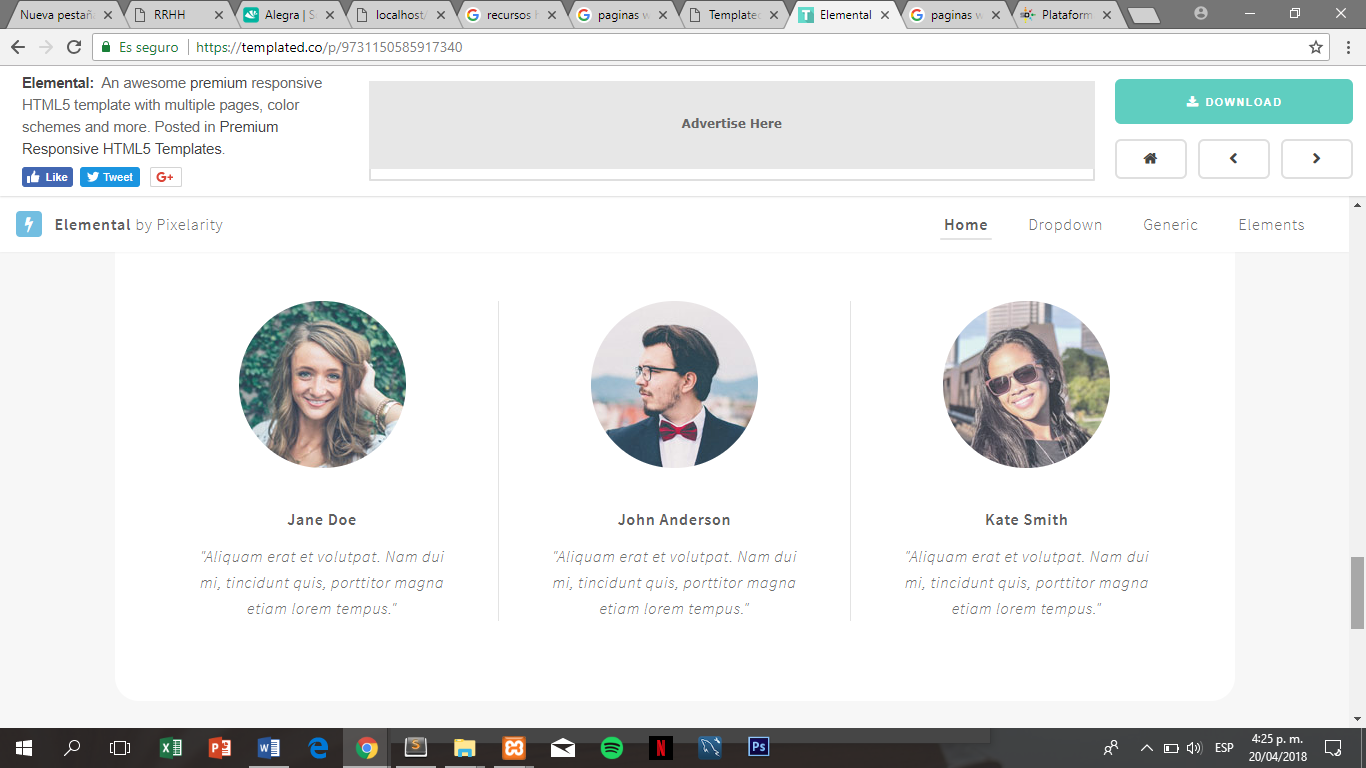 Nueva pestañ
RRHH
Alegra | S
localhost/
recursos h
paginas w
Templated
Elemental
paginas w
Plataform
Es seguro
https://templated.co/p/9731150585917340
Elemental: An awesome premium responsive
HTML5 template with multiple pages, color
schemes and more. Posted in Premium
Responsive HTML5 Templates.
Like
Tweet
G+
Advertise Here
DOWNLOAD
Elemental by Pixelarity
Home
Dropdown
Generic
Elements
Jane Doe
"Aliquam erat et volutpat. Nam dui
mi, tincidunt quis, porttitor magna
etiam lorem tempus."
John Anderson
"Aliquam erat et volutpat. Nam dui
mi, tincidunt quis, porttitor magna
etiam lorem tempus."
Kate Smith
"Aliquam erat et volutpat. Nam dui
mi, tincidunt quis, porttitor magna
etiam lorem tempus."
ESP
4:25 p. m.
20/04/2018